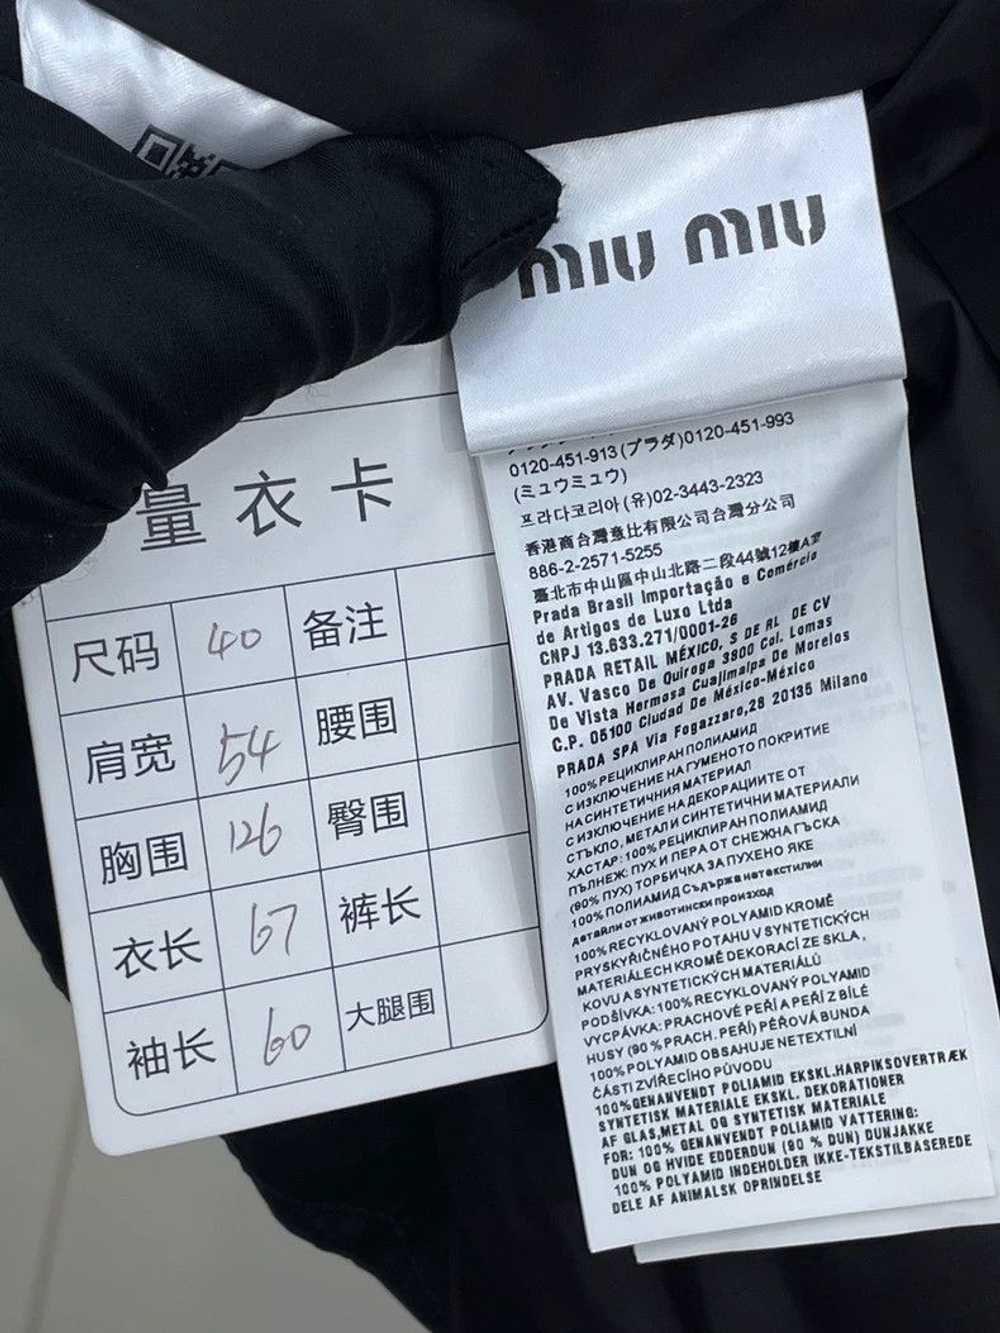 MIU MIU
量衣卡
尺码 40 备注
肩宽 54 腰围
胸围 126 臀围
衣长 67 裤长
袖长 60 大腿围
0120-451-913(プラダ)0120-451-993
(ミュウミュウ)
프라다코리아(유)02-3443-2323
香港商台灣意比有限公司台灣分公司
886-2-2571-5255
臺北市中山區中山北路二段44號12樓A室
Prada Brasil Importação e Comércio
de Artigos de Luxo Ltda
CNPJ 13.633.271/0001-26
PRADA RETAIL MÉXICO, S DE RL DE CV
AV. Vasco De Quiroga 3800 Col. Lomas
De Vista Hermosa Cuajimalpa De Morelos
C.P. 05100 Ciudad De México-México
PRADA SPA Via Fogazzaro,28 20135 Milano
100% РЕЦИКЛИРАН ПОЛИАМИД
С ИЗКЛЮЧЕНИЕ НА ГУМЕНОТО ПОКРИТИЕ
НА СИНТЕТИЧНИЯ МАТЕРИАЛ
С ИЗКЛЮЧЕНИЕ НА ДЕКОРАЦИИТЕ ОТ
СТЪКЛО, МЕТАЛ И СИНТЕТИЧНИ МАТЕРИАЛИ
ХАСТАР: 100% РЕЦИКЛИРАН ПОЛИАМИД
ПЪЛНЕЖ: ПУХ И ПЕРА ОТ СНЕЖНА ГЪСКА
(90% ПУХ) ТОРБИЧКА ЗА ПУХЕНО ЯКЕ
100% ПОЛИАМИД Съдържа нетекстилни
детайли от животински произход
100% RECYKLOVANÝ POLYAMID KROMĚ
PRYSKYŘIČNÉHO POTAHU V SYNTETICKÝCH
MATERIÁLECH KROMĚ DEKORACÍ ZE SKLA,
KOVU A SYNTETICKÝCH MATERIÁLŮ
PODŠÍVKA: 100% RECYKLOVANÝ POLYAMID
VYCPÁVKA: PRACHOVÉ PEŘÍ A PEŘÍ Z BÍLÉ
HUSY (90 % PRACH. PEŘÍ) PÉŘOVÁ BUNDA
100% POLYAMID OBSAHUJE NETEXTILNÍ
ČÁSTI ZVÍŘECÍHO PŮVODU
100%GENANVENDT POLIAMID EKSKL.HARPIKSOVERTRÆK
SYNTETISK MATERIALE EKSKL. DEKORATIONER
AF GLAS,METAL OG SYNTETISK MATERIALE
FOR: 100% GENANVENDT POLIAMID VATTERING:
DUN OG HVIDE EDDERDUN (90 % DUN) DUNJAKKE
100% POLYAMID INDEHOLDER IKKE-TEKSTILBASEREDE
DELE AF ANIMALSK OPRINDELSE